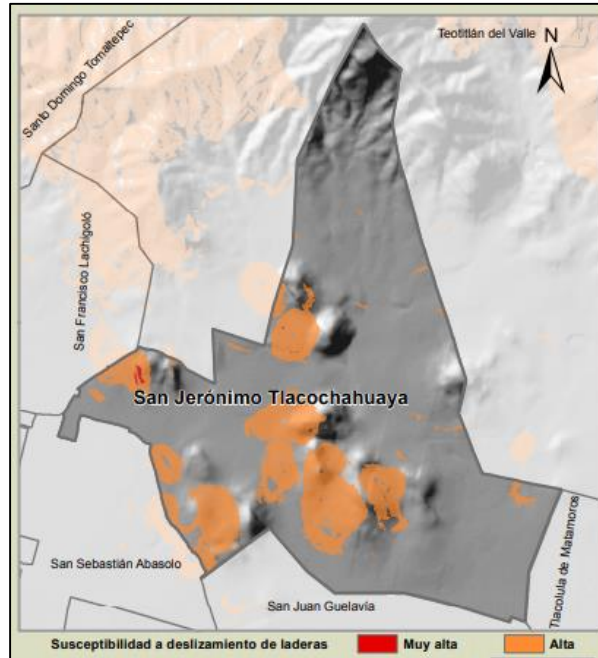 Teotitlán del Valle
N
Santo Domingo Tomaltepec
San Francisco Lachigoló
San Jerónimo Tlacochahuaya
San Sebastián Abasolo
San Juan Guelavía
Tlacolula de Matamoros
Susceptibilidad a deslizamiento de laderas
Muy alta
Alta